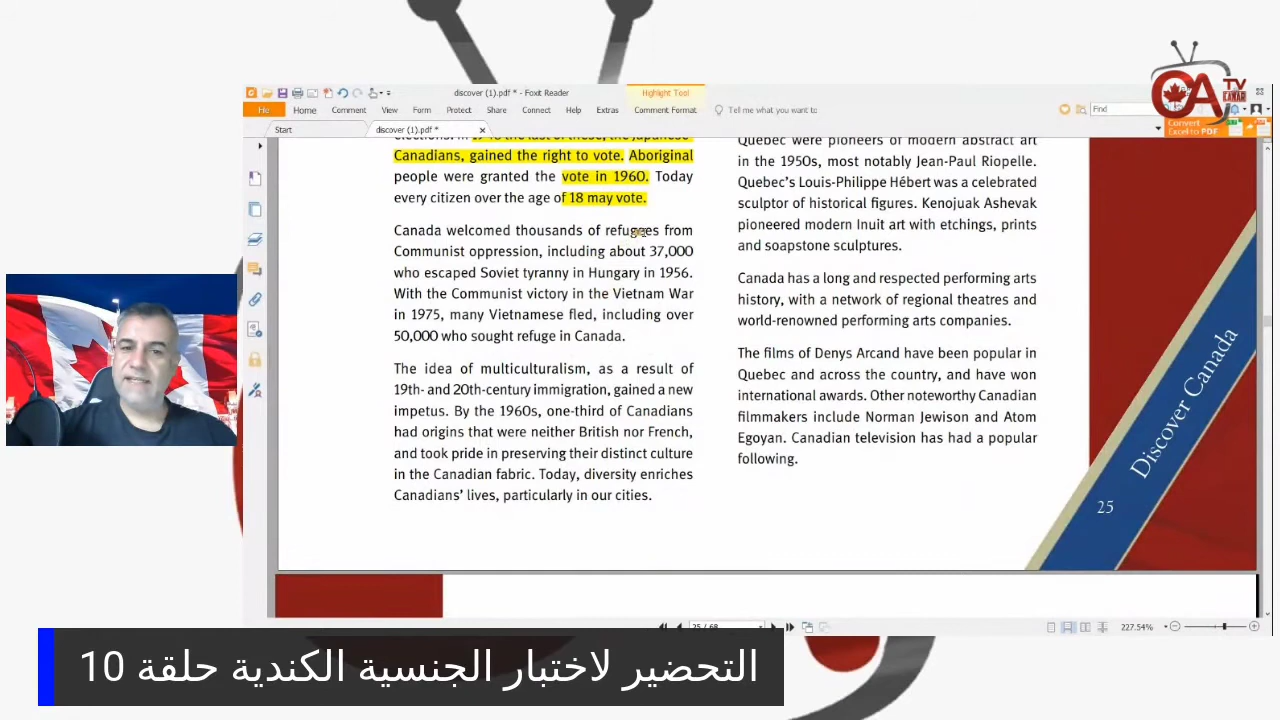 CA TV
discover (1).pdf * - Foxit Reader
Highlight Tool
File Home Comment View Form Protect Share Connect Help Extras Comment Format Tell me what you want to Find
Start
discover (1).pdf *
Convert
Excel to PDF
Canadians, gained the right to vote. Aboriginal
people were granted the vote in 1960. Today
every citizen over the age of 18 may vote.
Canada welcomed thousands of refugees from
Communist oppression, including about 37,000
who escaped Soviet tyranny in Hungary in 1956.
With the Communist victory in the Vietnam War
in 1975, many Vietnamese fled, including over
50,000 who sought refuge in Canada.
The idea of multiculturalism, as a result of
19th- and 20th-century immigration, gained a new
impetus. By the 1960s, one-third of Canadians
had origins that were neither British nor French,
and took pride in preserving their distinct culture
in the Canadian fabric. Today, diversity enriches
Canadians' lives, particularly in our cities.
Quebec were pioneers of modern abstract art
in the 1950s, most notably Jean-Paul Riopelle.
Quebec's Louis-Philippe Hébert was a celebrated
sculptor of historical figures. Kenojuak Ashevak
pioneered modern Inuit art with etchings, prints
and soapstone sculptures.
Canada has a long and respected performing arts
history, with a network of regional theatres and
world-renowned performing arts companies.
The films of Denys Arcand have been popular in
Quebec and across the country, and have won
international awards. Other noteworthy Canadian
filmmakers include Norman Jewison and Atom
Egoyan. Canadian television has had a popular
following.
Discover Canada
25
25 / 68
227.54%
التحضير لاختبار الجنسية الكندية حلقة 10